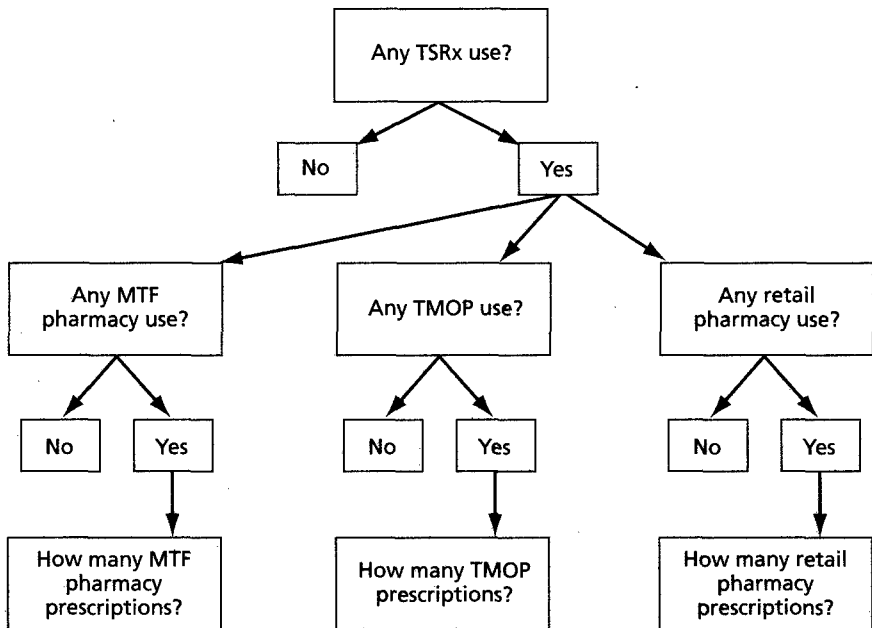 Any TSRx use?
No
Yes
Any MTF
pharmacy use?
Any TMOP use?
Any retail
pharmacy use?
No
Yes
No
Yes
No
Yes
How many MTF
pharmacy
prescriptions?
How many TMOP
prescriptions?
How many retail
pharmacy
prescriptions?